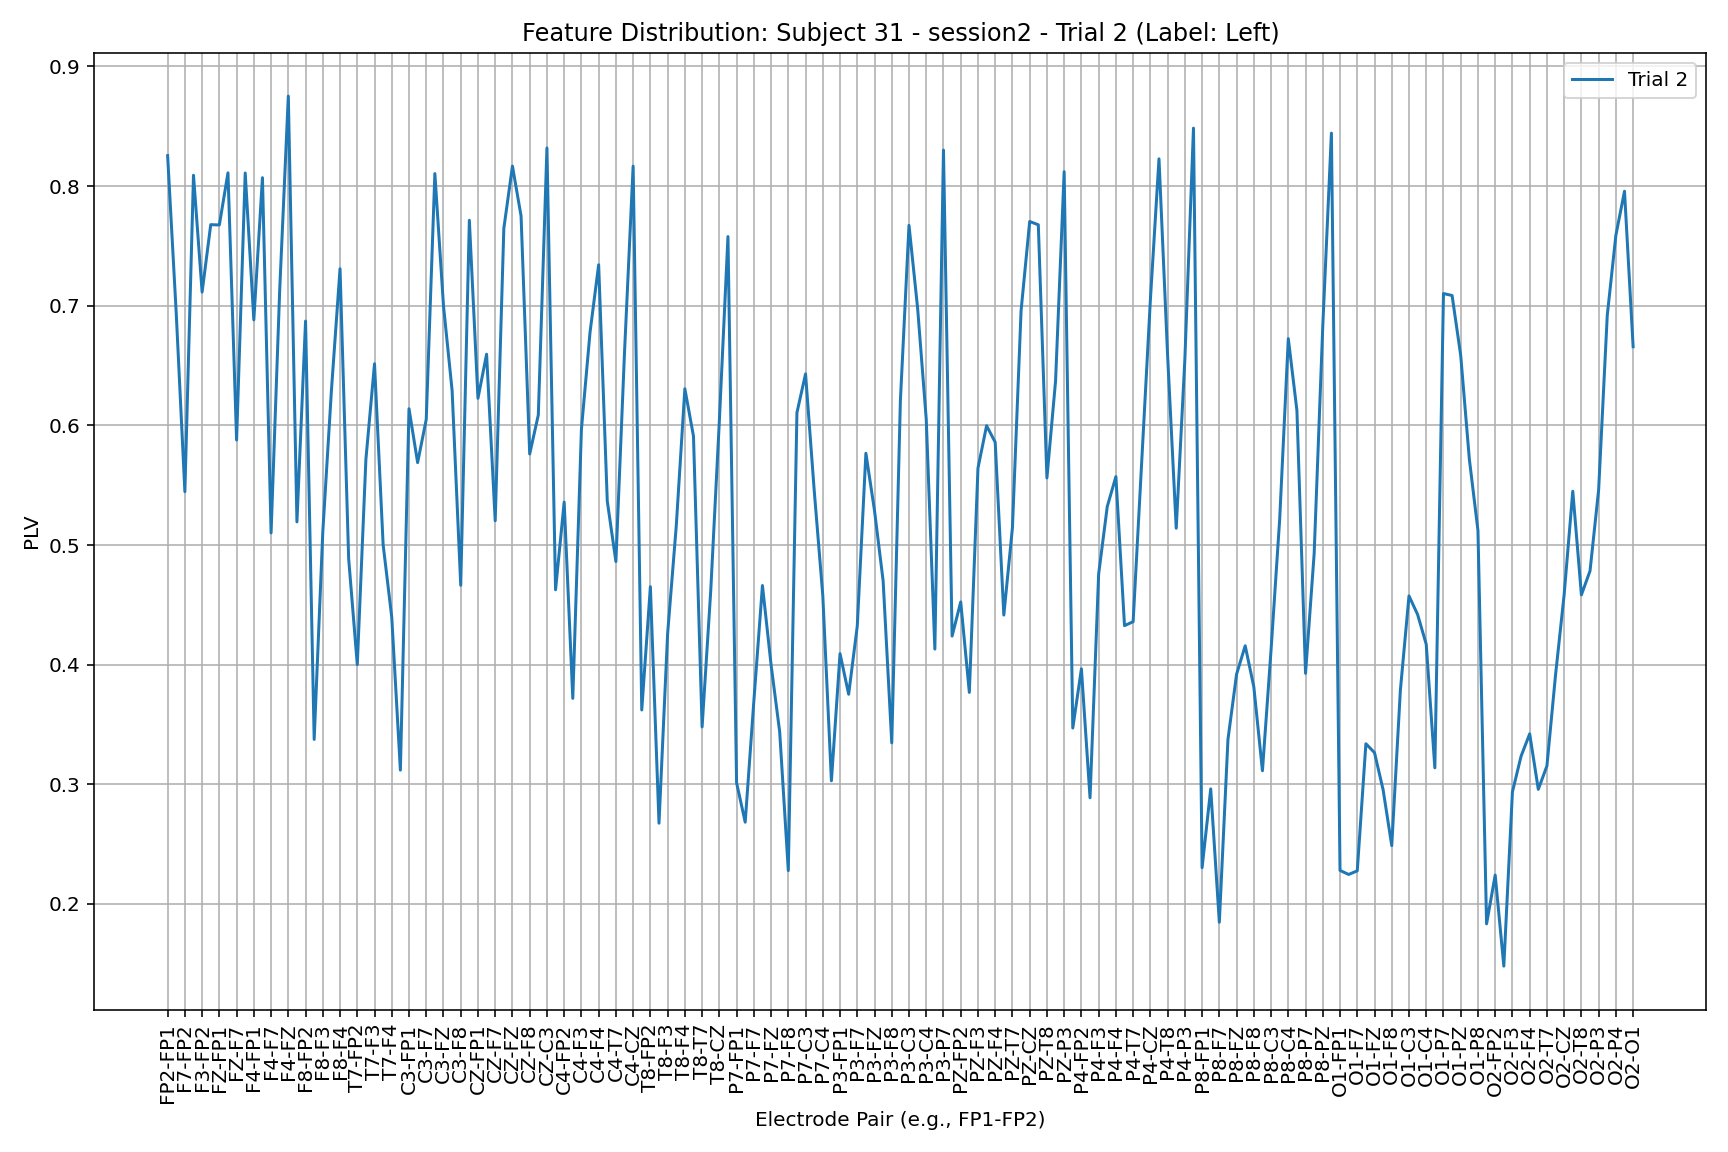 Feature Distribution: Subject 31 - session2 - Trial 2 (Label: Left)
Trial 2
PLV
0.9
0.8
0.7
0.6
0.5
0.4
0.3
0.2
FP2-FP1
F7-FP2
F3-FP2
FZ-FP1
FZ-F7
F4-FP1
F4-F7
F4-FZ
F8-FP2
F8-F3
F8-F4
T7-FP2
T7-F3
T7-F4
C3-FP1
C3-F7
C3-FZ
C3-F8
CZ-FP1
CZ-F7
CZ-FZ
CZ-F8
CZ-C3
C4-FP2
C4-F3
C4-F4
C4-T7
C4-CZ
T8-FP2
T8-F3
T8-F4
T8-T7
T8-CZ
P7-FP1
P7-F7
P7-FZ
P7-F8
P7-C3
P7-C4
P3-FP1
P3-F7
P3-FZ
P3-F8
P3-C3
P3-C4
P3-P7
PZ-FP2
PZ-F3
PZ-F4
PZ-T7
PZ-CZ
PZ-T8
PZ-P3
P4-FP2
P4-F3
P4-F4
P4-T7
P4-CZ
P4-T8
P4-P3
P8-FP1
P8-F7
P8-FZ
P8-F8
P8-C3
P8-C4
P8-P7
P8-PZ
O1-FP1
O1-F7
O1-FZ
O1-F8
O1-C3
O1-C4
O1-P7
O1-PZ
O1-P8
O2-FP2
O2-F3
O2-F4
O2-T7
O2-CZ
O2-T8
O2-P3
O2-P4
O2-O1
Electrode Pair (e.g., FP1-FP2)